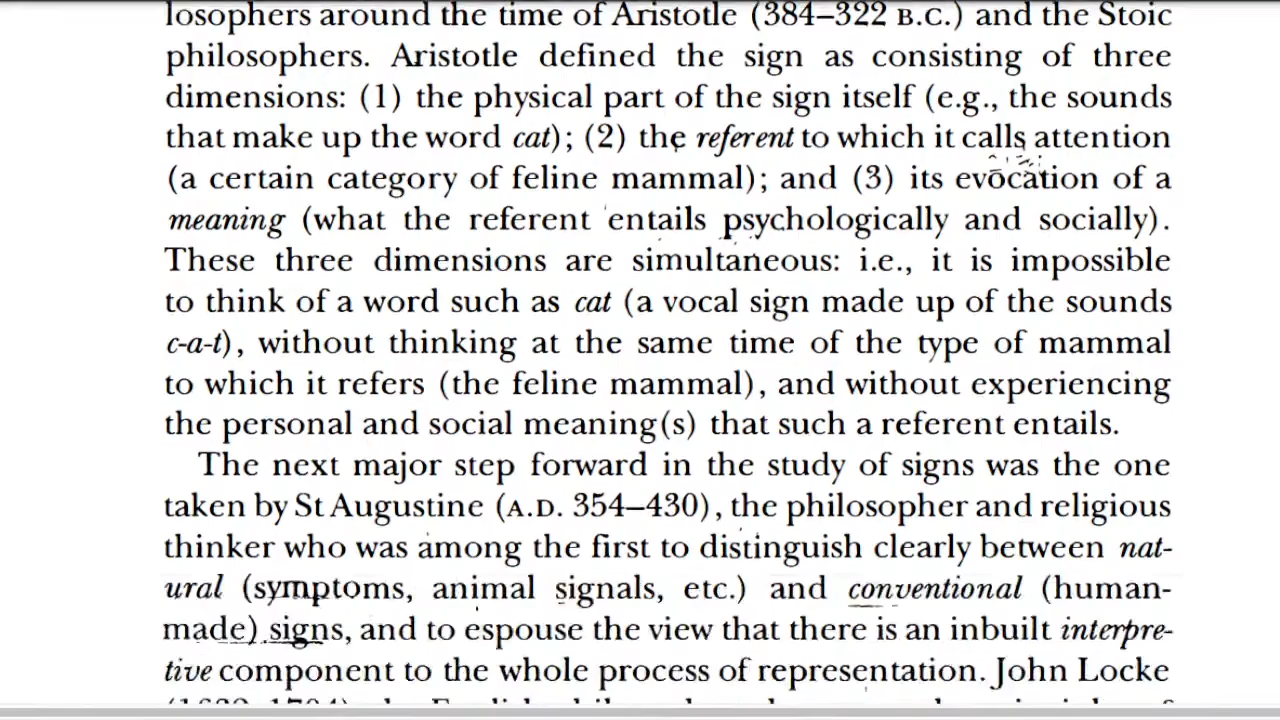 losophers around the time of Aristotle (384–322 B.C.) and the Stoic
philosophers. Aristotle defined the sign as consisting of three
dimensions: (1) the physical part of the sign itself (e.g., the sounds
that make up the word cat); (2) the referent to which it calls attention
(a certain category of feline mammal); and (3) its evocation of a
meaning (what the referent entails psychologically and socially).
These three dimensions are simultaneous: i.e., it is impossible
to think of a word such as cat (a vocal sign made up of the sounds
c-a-t), without thinking at the same time of the type of mammal
to which it refers (the feline mammal), and without experiencing
the personal and social meaning(s) that such a referent entails.
The next major step forward in the study of signs was the one
taken by St Augustine (A.D. 354–430), the philosopher and religious
thinker who was among the first to distinguish clearly between nat-
ural (symptoms, animal signals, etc.) and conventional (human-
made) signs, and to espouse the view that there is an inbuilt interpre-
tive component to the whole process of representation. John Locke